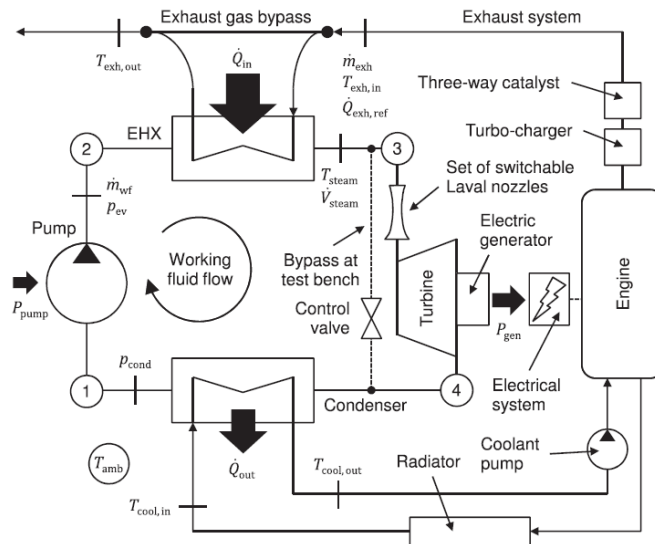 Exhaust gas bypass
Exhaust system
T_exh, out
Q̇_in
ṁ_exh
T_exh, in
Q̇_exh, ref
Three-way catalyst
Turbo-charger
EHX
2
3
T_steam
V̇_steam
Set of switchable
Laval nozzles
ṁ_wf
p_ev
Pump
Working
fluid flow
Bypass at
test bench
Electric
generator
Engine
P_pump
Control
valve
Turbine
P_gen
p_cond
1
4
Condenser
Electrical
system
T_amb
Q̇_out
T_cool, out
Coolant
pump
T_cool, in
Radiator